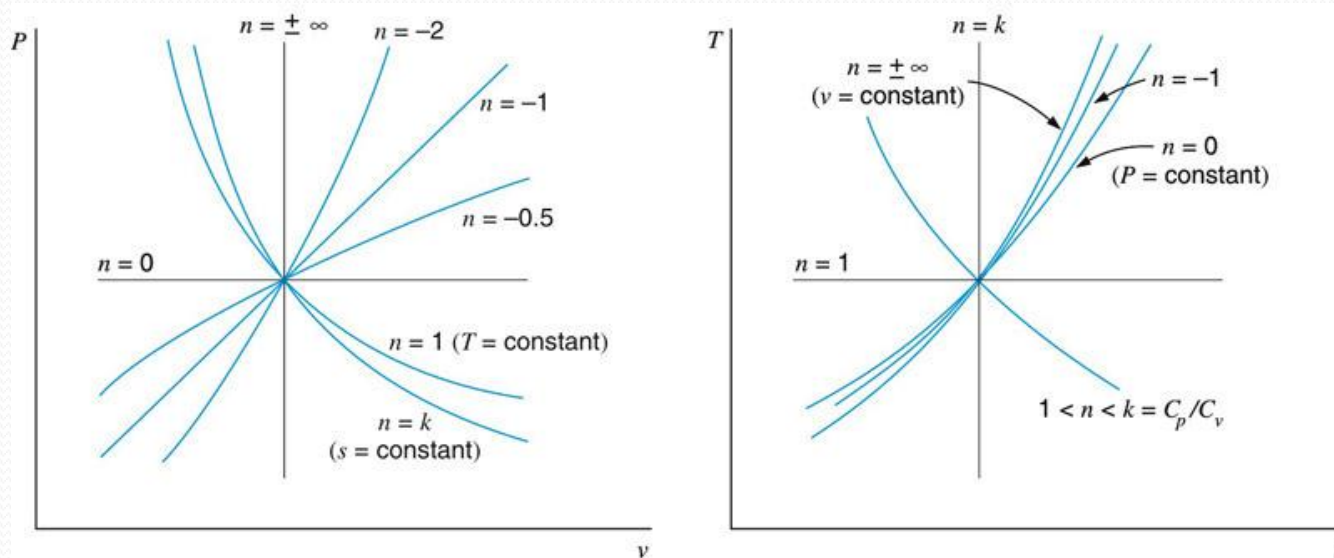 P
n = ± ∞
n = −2
n = −1
n = −0.5
n = 0
n = 1 (T = constant)
n = k
(s = constant)
v
T
n = k
n = ± ∞
(v = constant)
n = −1
n = 0
(P = constant)
n = 1
1 < n < k = Cp/Cv